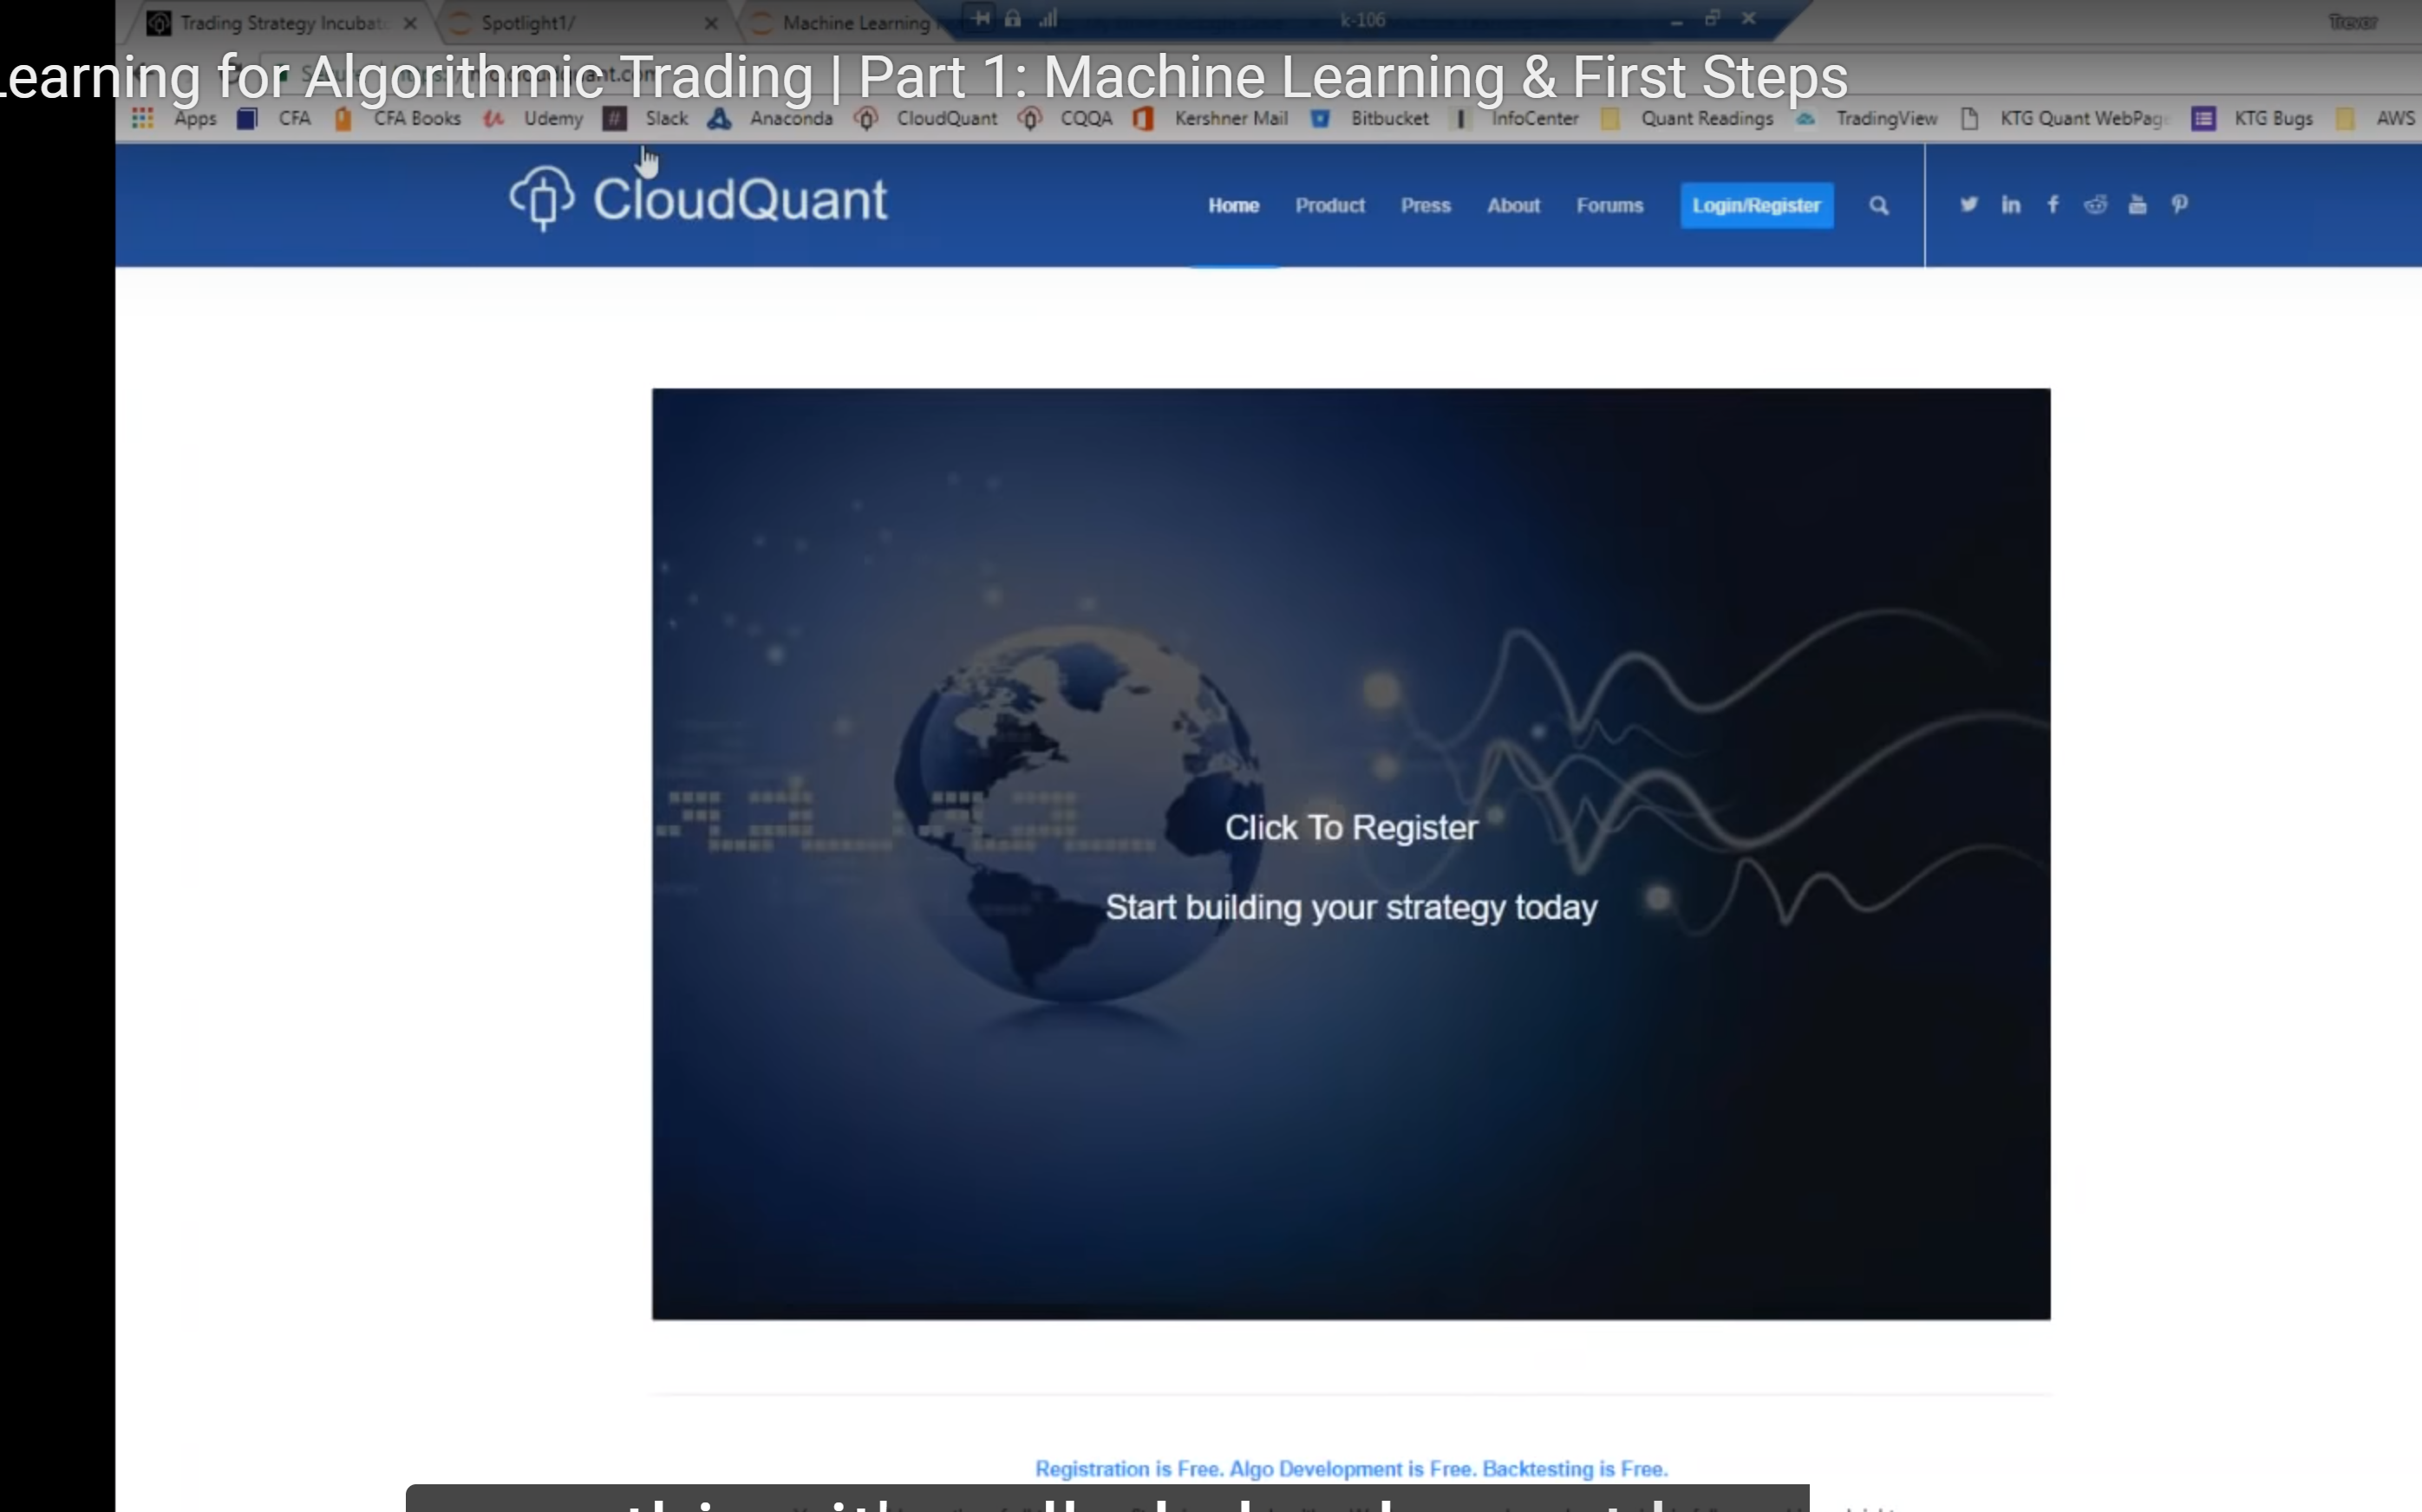 Trading Strategy Incubat
Spotlight1/
Machine Learning
k-106
Trevor
Learning for Algorithmic Trading | Part 1: Machine Learning & First Steps
Apps CFA CFA Books Udemy Slack Anaconda CloudQuant CQQA Kershner Mail Bitbucket InfoCenter Quant Readings TradingView KTG Quant WebPag KTG Bugs AWS
CloudQuant
Home Product Press About Forums Login/Register
Click To Register
Start building your strategy today
Registration is Free. Algo Development is Free. Backtesting is Free.